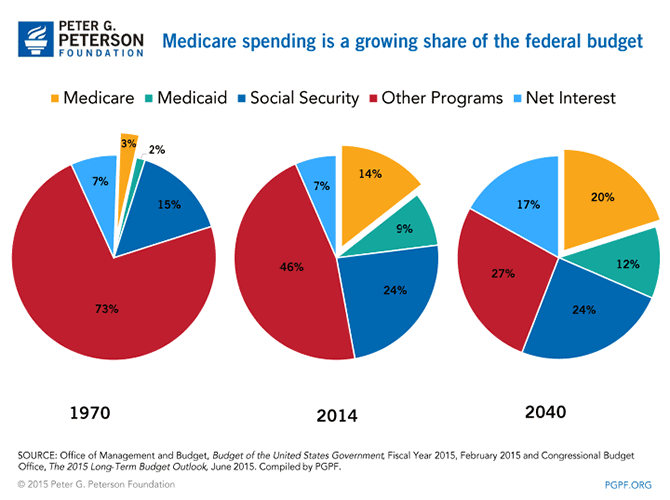 PETER G.
PETERSON
FOUNDATION
Medicare spending is a growing share of the federal budget
Medicare Medicaid Social Security Other Programs Net Interest
3%
2%
7%
15%
73%
14%
7%
9%
46%
24%
20%
17%
12%
27%
24%
1970
2014
2040
SOURCE: Office of Management and Budget, Budget of the United States Government, Fiscal Year 2015, February 2015 and Congressional Budget
Office, The 2015 Long-Term Budget Outlook, June 2015. Compiled by PGPF.
© 2015 Peter G. Peterson Foundation
PGPF.ORG